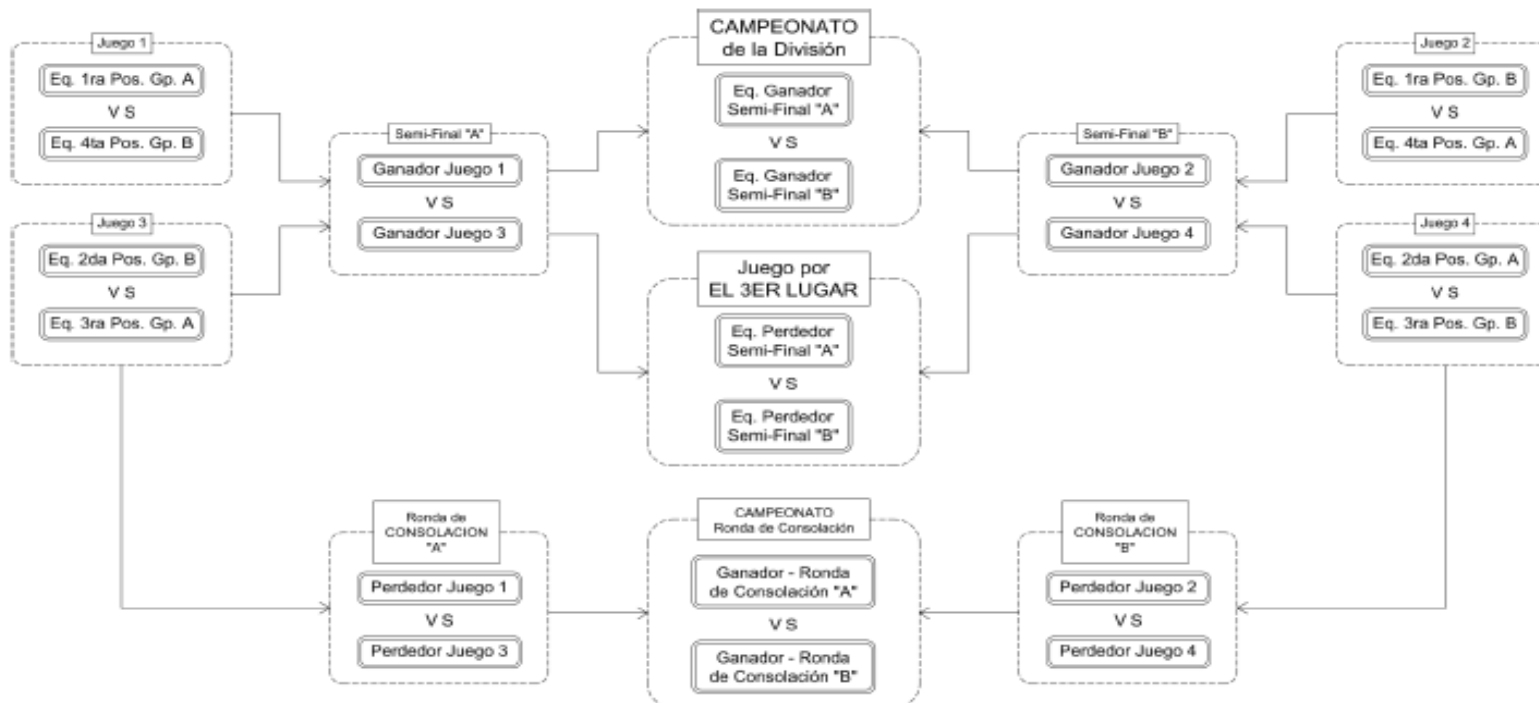 Juego 1
Eq. 1ra Pos. Gp. A
V S
Eq. 4ta Pos. Gp. B
Juego 3
Eq. 2da Pos. Gp. B
V S
Eq. 3ra Pos. Gp. A
Semi-Final "A"
Ganador Juego 1
V S
Ganador Juego 3
CAMPEONATO
de la División
Eq. Ganador
Semi-Final "A"
V S
Eq. Ganador
Semi-Final "B"
Juego por
EL 3ER LUGAR
Eq. Perdedor
Semi-Final "A"
V S
Eq. Perdedor
Semi-Final "B"
Semi-Final "B"
Ganador Juego 2
V S
Ganador Juego 4
Juego 2
Eq. 1ra Pos. Gp. B
V S
Eq. 4ta Pos. Gp. A
Juego 4
Eq. 2da Pos. Gp. A
V S
Eq. 3ra Pos. Gp. B
Ronda de
CONSOLACION
"A"
Perdedor Juego 1
V S
Perdedor Juego 3
CAMPEONATO
Ronda de Consolación
Ganador - Ronda
de Consolación "A"
V S
Ganador - Ronda
de Consolación "B"
Ronda de
CONSOLACION
"B"
Perdedor Juego 2
V S
Perdedor Juego 4